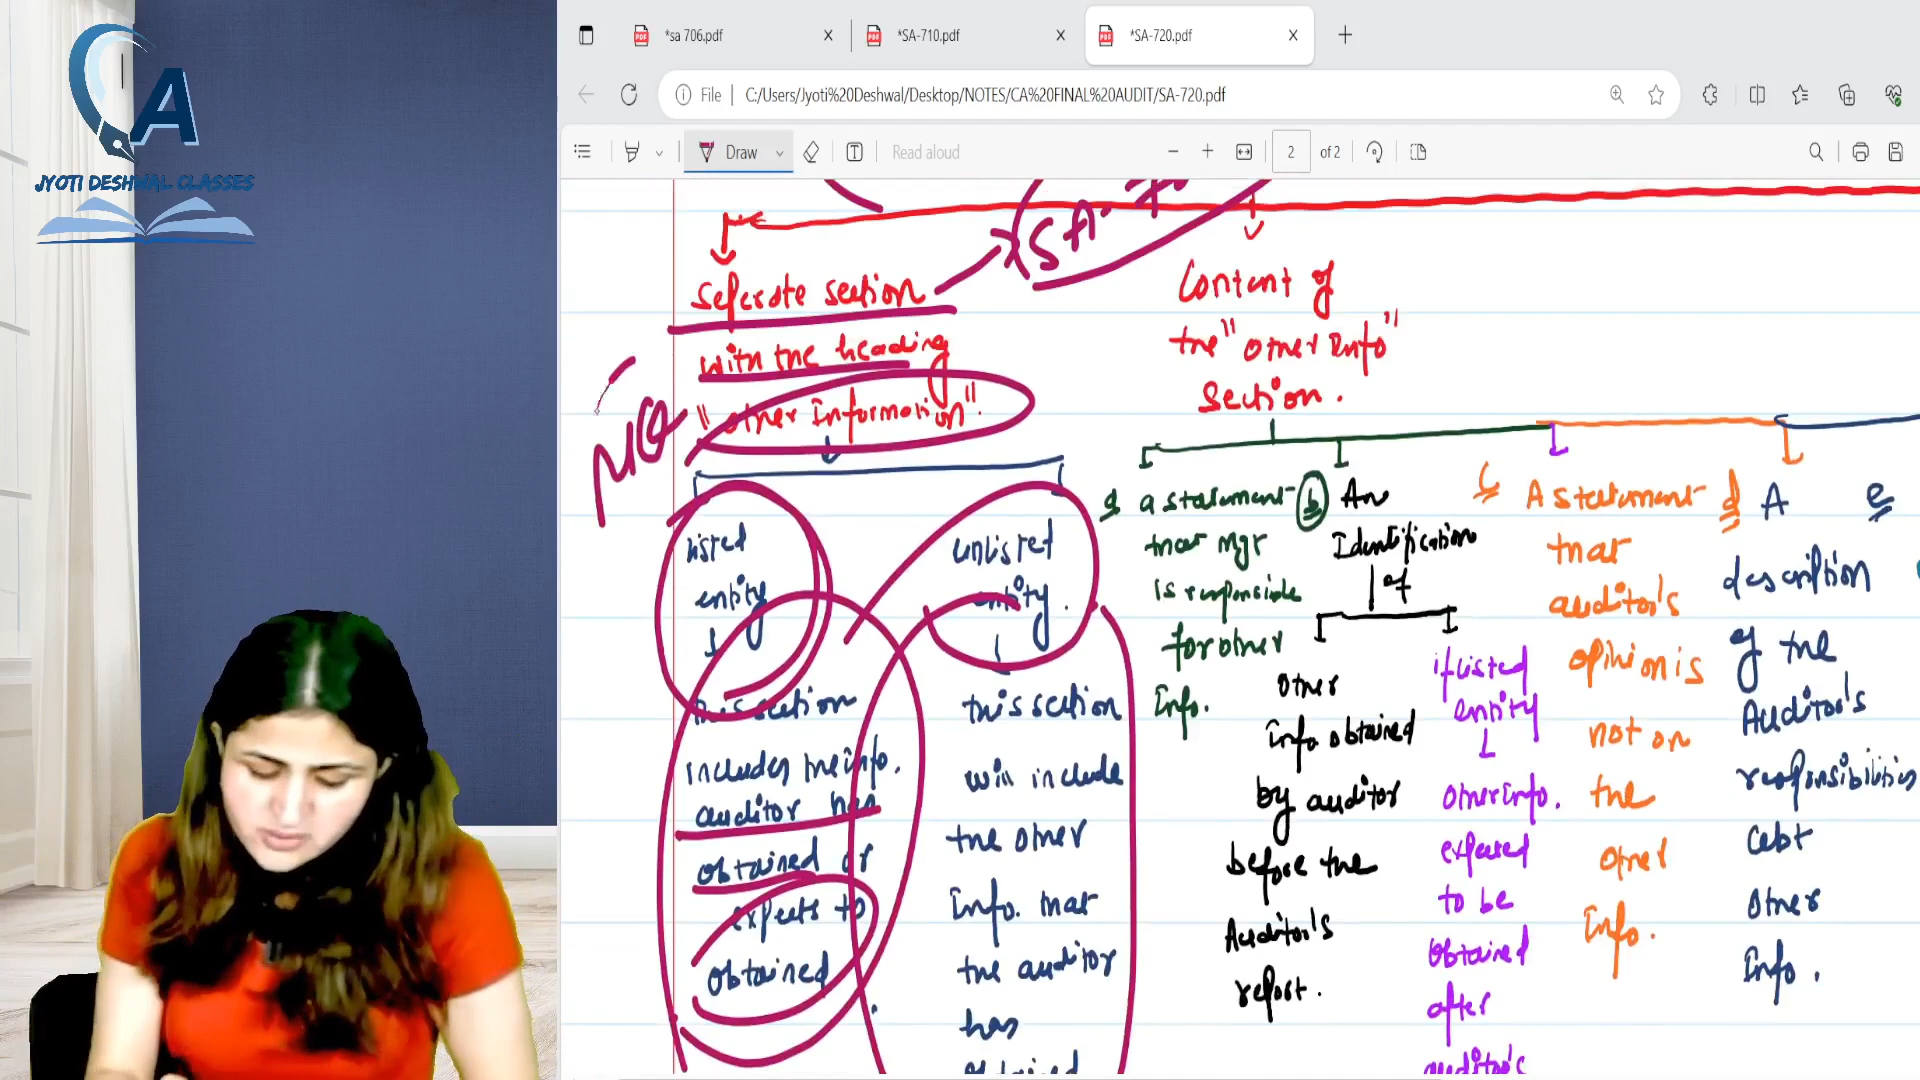 *sa 706.pdf
*SA-710.pdf
*SA-720.pdf
File
C:/Users/Jyoti%20Deshwal/Desktop/NOTES/CA%20FINAL%20AUDIT/SA-720.pdf
Draw
Read aloud
2
of 2
CA
JYOTI DESHWAL CLASSES
SA-
Seperate section
with the heading
"other Information".
listed
entity
this section
includes the info.
auditor has
obtained or
expects to
obtained
unlisted
entity.
this section
will include
the other
Info. that
the auditor
has
obtained
Content of
the "other Info"
Section.
a a statement
that mgt
is responsible
for other
Info.
b An
Identification
of
Other
Info obtained
by auditor
before the
Auditor's
report.
if listed
entity
other info.
expected
to be
obtained
after
auditor's
c A statement
that
auditor's
opinion is
not on
the
other
Info.
d A
description
of the
Auditor's
responsibilities
Other
Info.
e